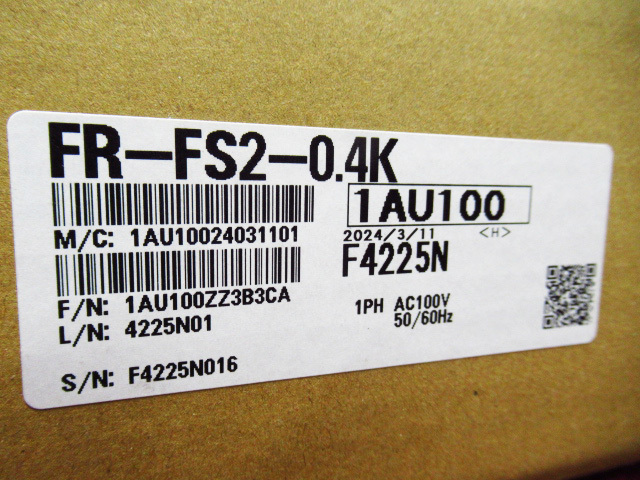 FR-FS2-0.4K
1AU100
M/C: 1AU10024031101
2024/3/11 <H>
F4225N
F/N: 1AU100ZZ3B3CA
L/N: 4225N01
1PH AC100V
50/60Hz
S/N: F4225N016